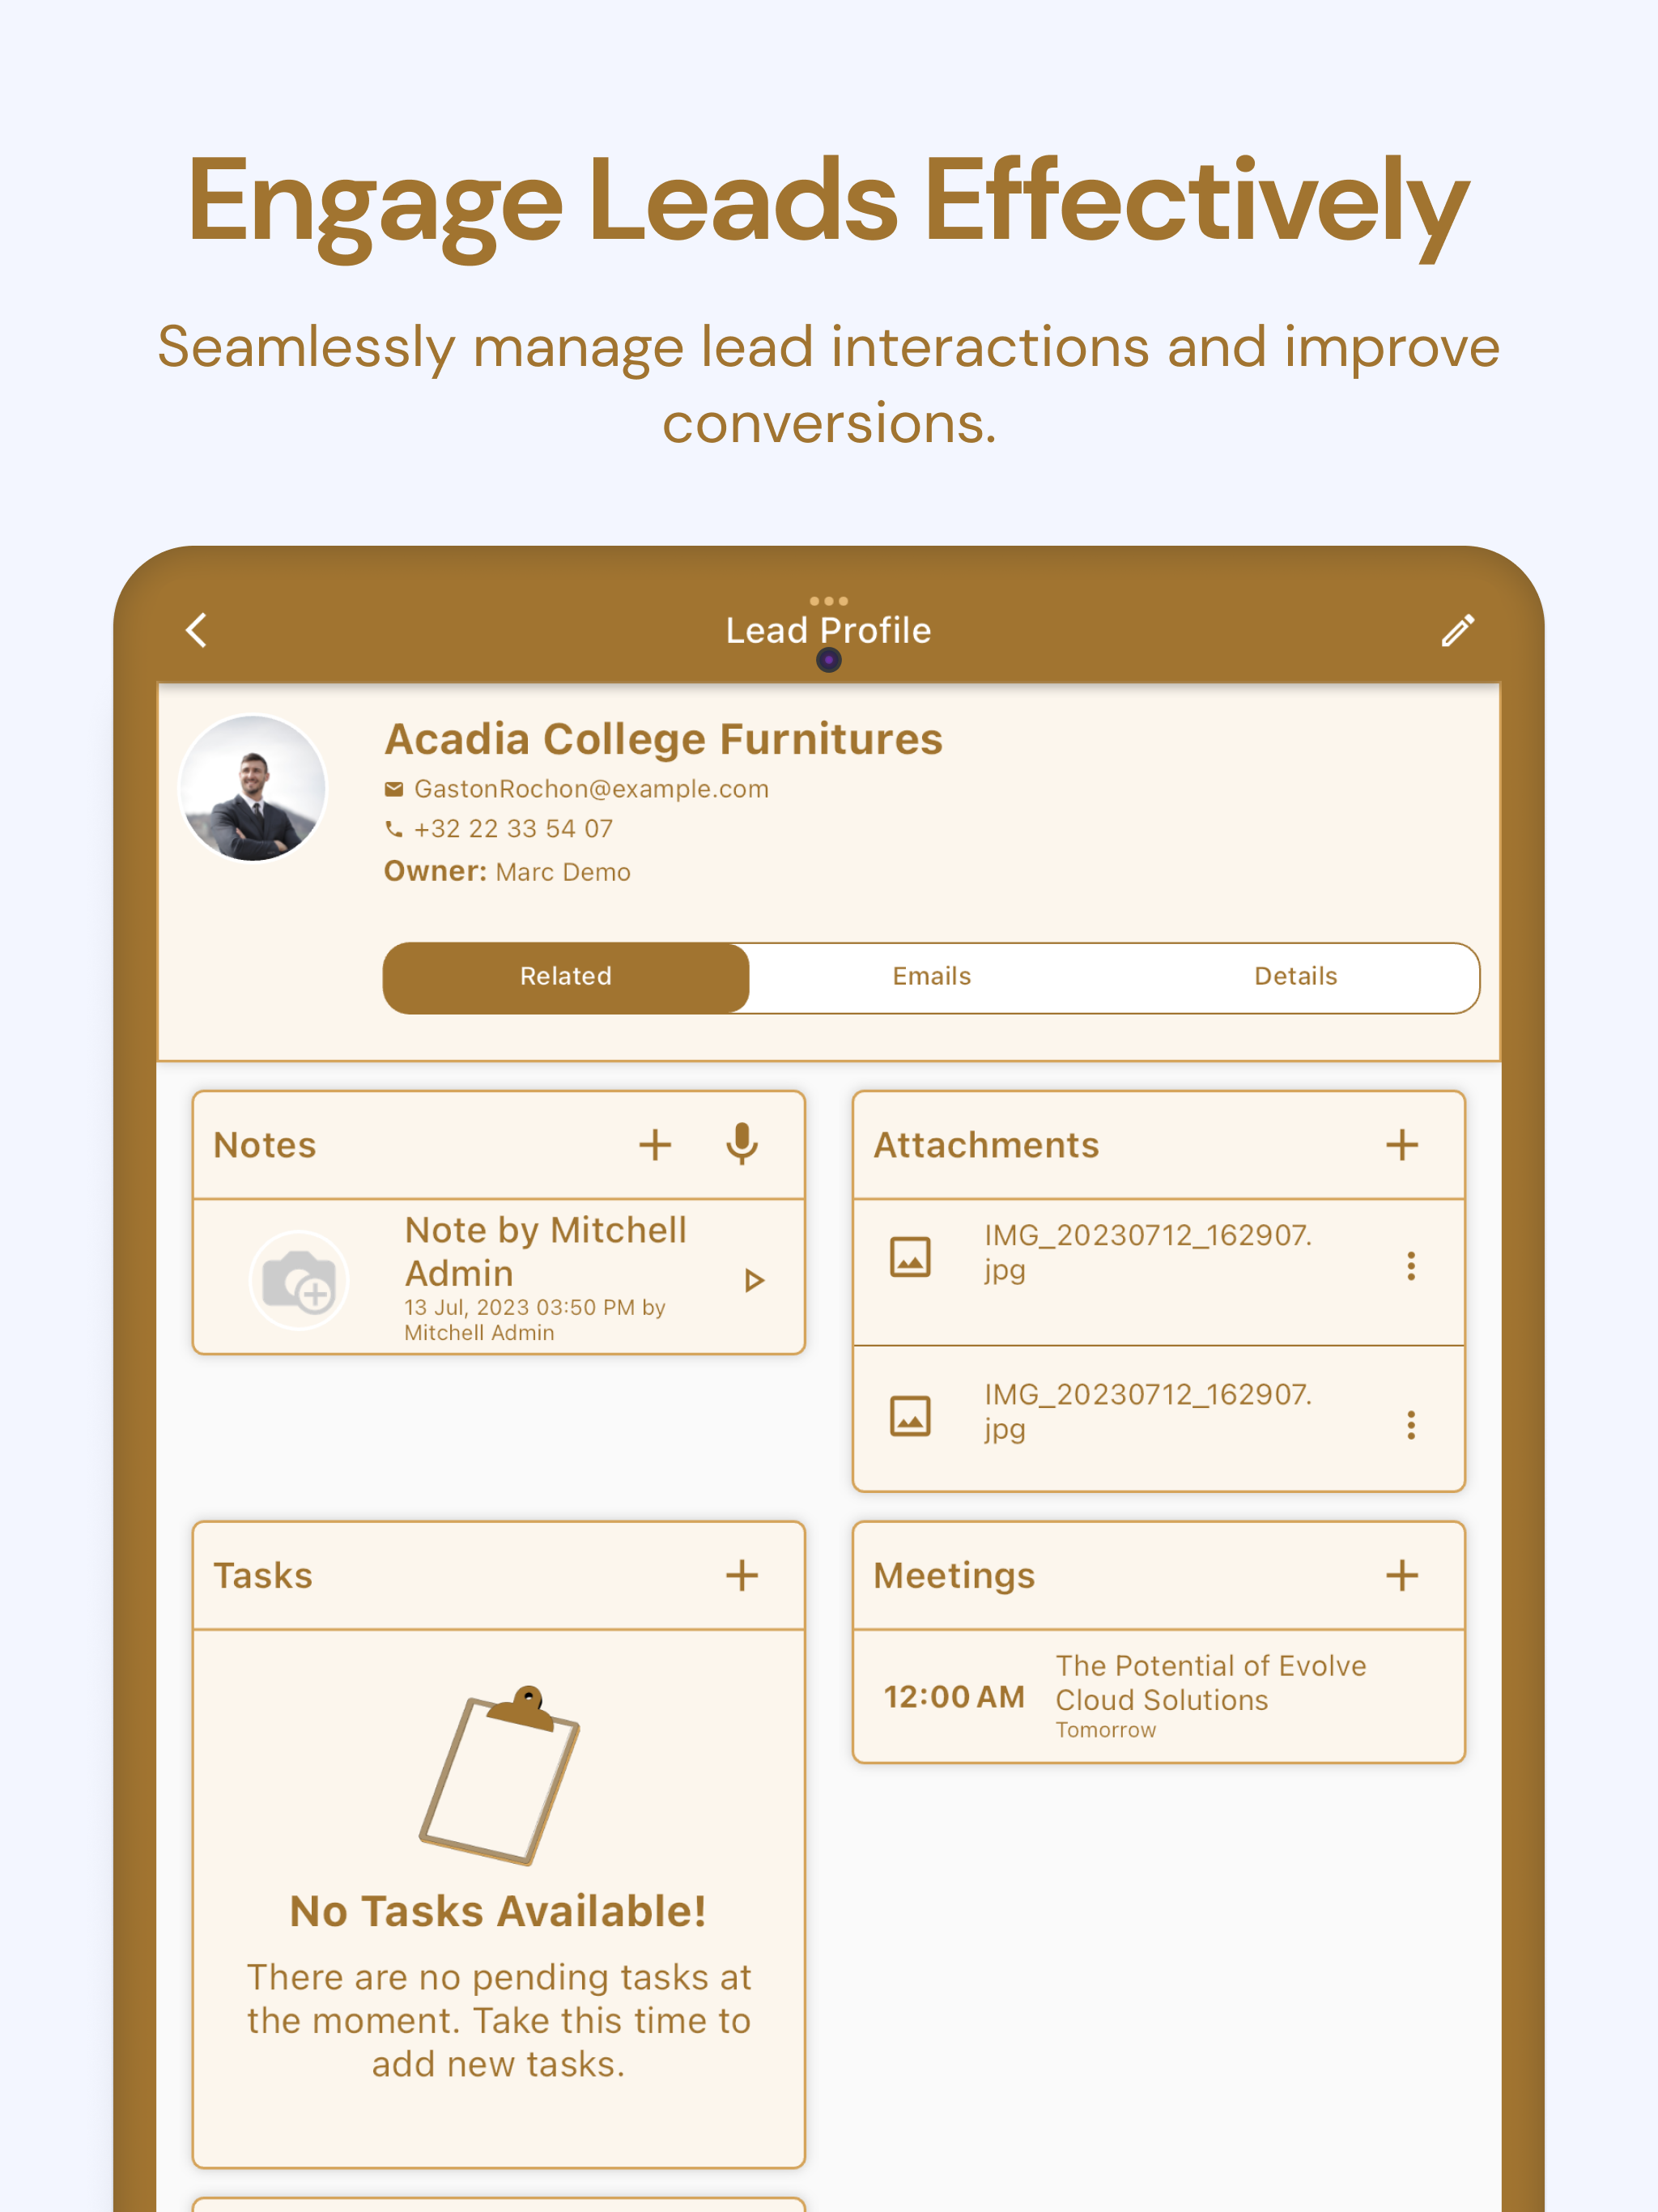 Engage Leads Effectively
Seamlessly manage lead interactions and improve
conversions.
Lead Profile
Acadia College Furnitures
GastonRochon@example.com
+32 22 33 54 07
Owner: Marc Demo
Related
Emails
Details
Notes
Note by Mitchell
Admin
13 Jul, 2023 03:50 PM by
Mitchell Admin
Attachments
IMG_20230712_162907.
jpg
IMG_20230712_162907.
jpg
Tasks
No Tasks Available!
There are no pending tasks at
the moment. Take this time to
add new tasks.
Meetings
12:00 AM
The Potential of Evolve
Cloud Solutions
Tomorrow